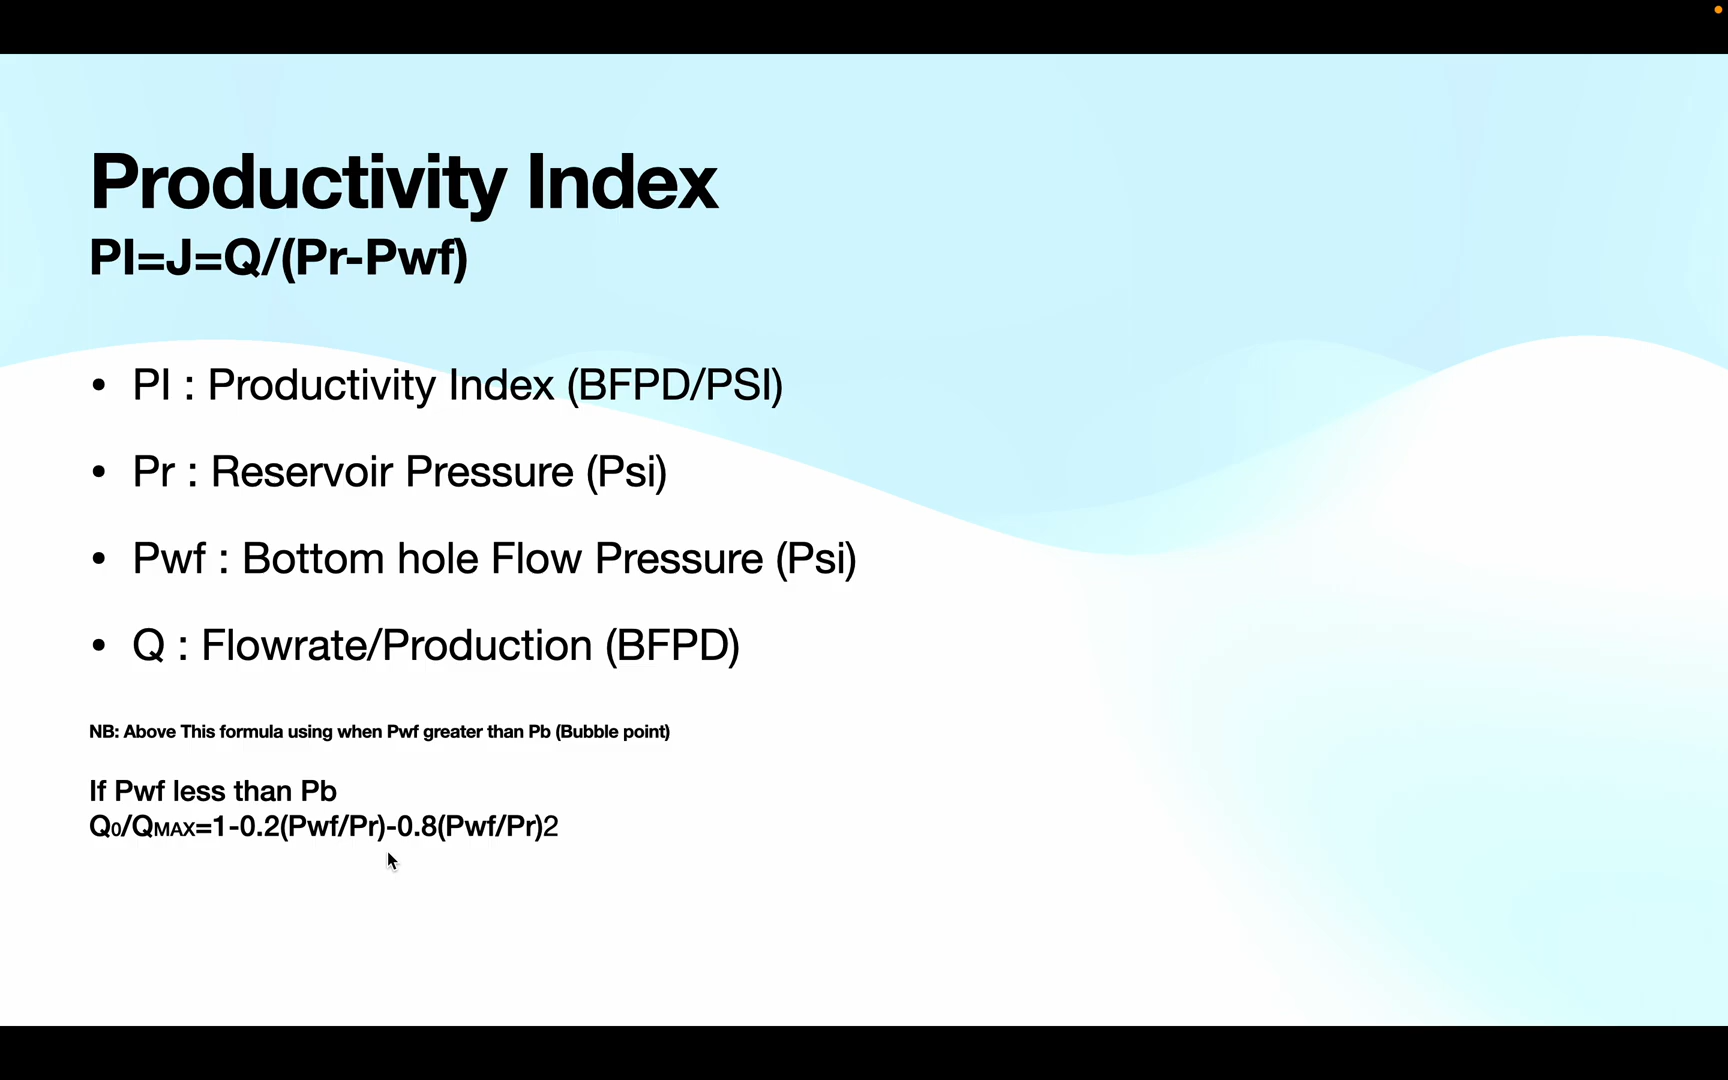 Productivity Index
PI=J=Q/(Pr-Pwf)
• PI : Productivity Index (BFPD/PSI)
• Pr : Reservoir Pressure (Psi)
• Pwf : Bottom hole Flow Pressure (Psi)
• Q : Flowrate/Production (BFPD)
NB: Above This formula using when Pwf greater than Pb (Bubble point)
If Pwf less than Pb
Q0/QMAX=1-0.2(Pwf/Pr)-0.8(Pwf/Pr)2